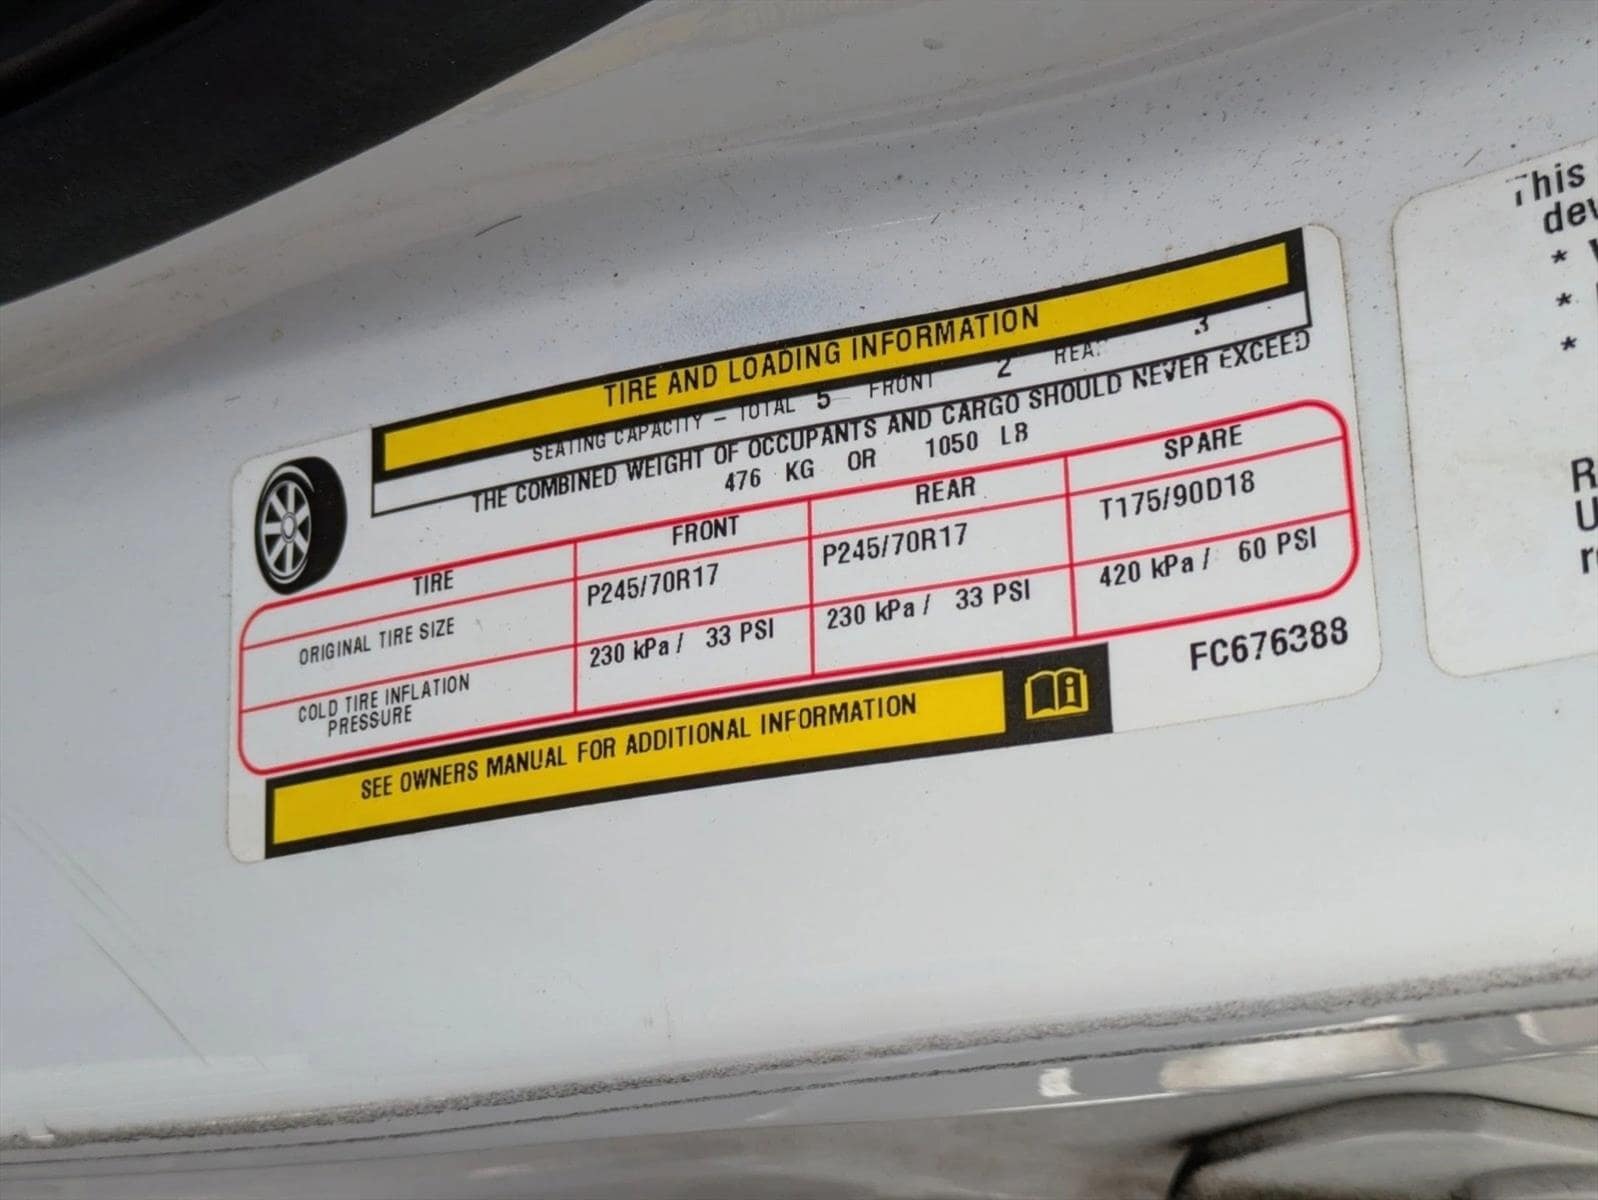 TIRE AND LOADING INFORMATION
SEATING CAPACITY – TOTAL 5 FRONT 2 REAR 3
THE COMBINED WEIGHT OF OCCUPANTS AND CARGO SHOULD NEVER EXCEED
476 KG OR 1050 LB
TIRE FRONT REAR SPARE
ORIGINAL TIRE SIZE P245/70R17 P245/70R17 T175/90D18
COLD TIRE INFLATION PRESSURE 230 kPa / 33 PSI 230 kPa / 33 PSI 420 kPa / 60 PSI
SEE OWNERS MANUAL FOR ADDITIONAL INFORMATION
FC676388
This